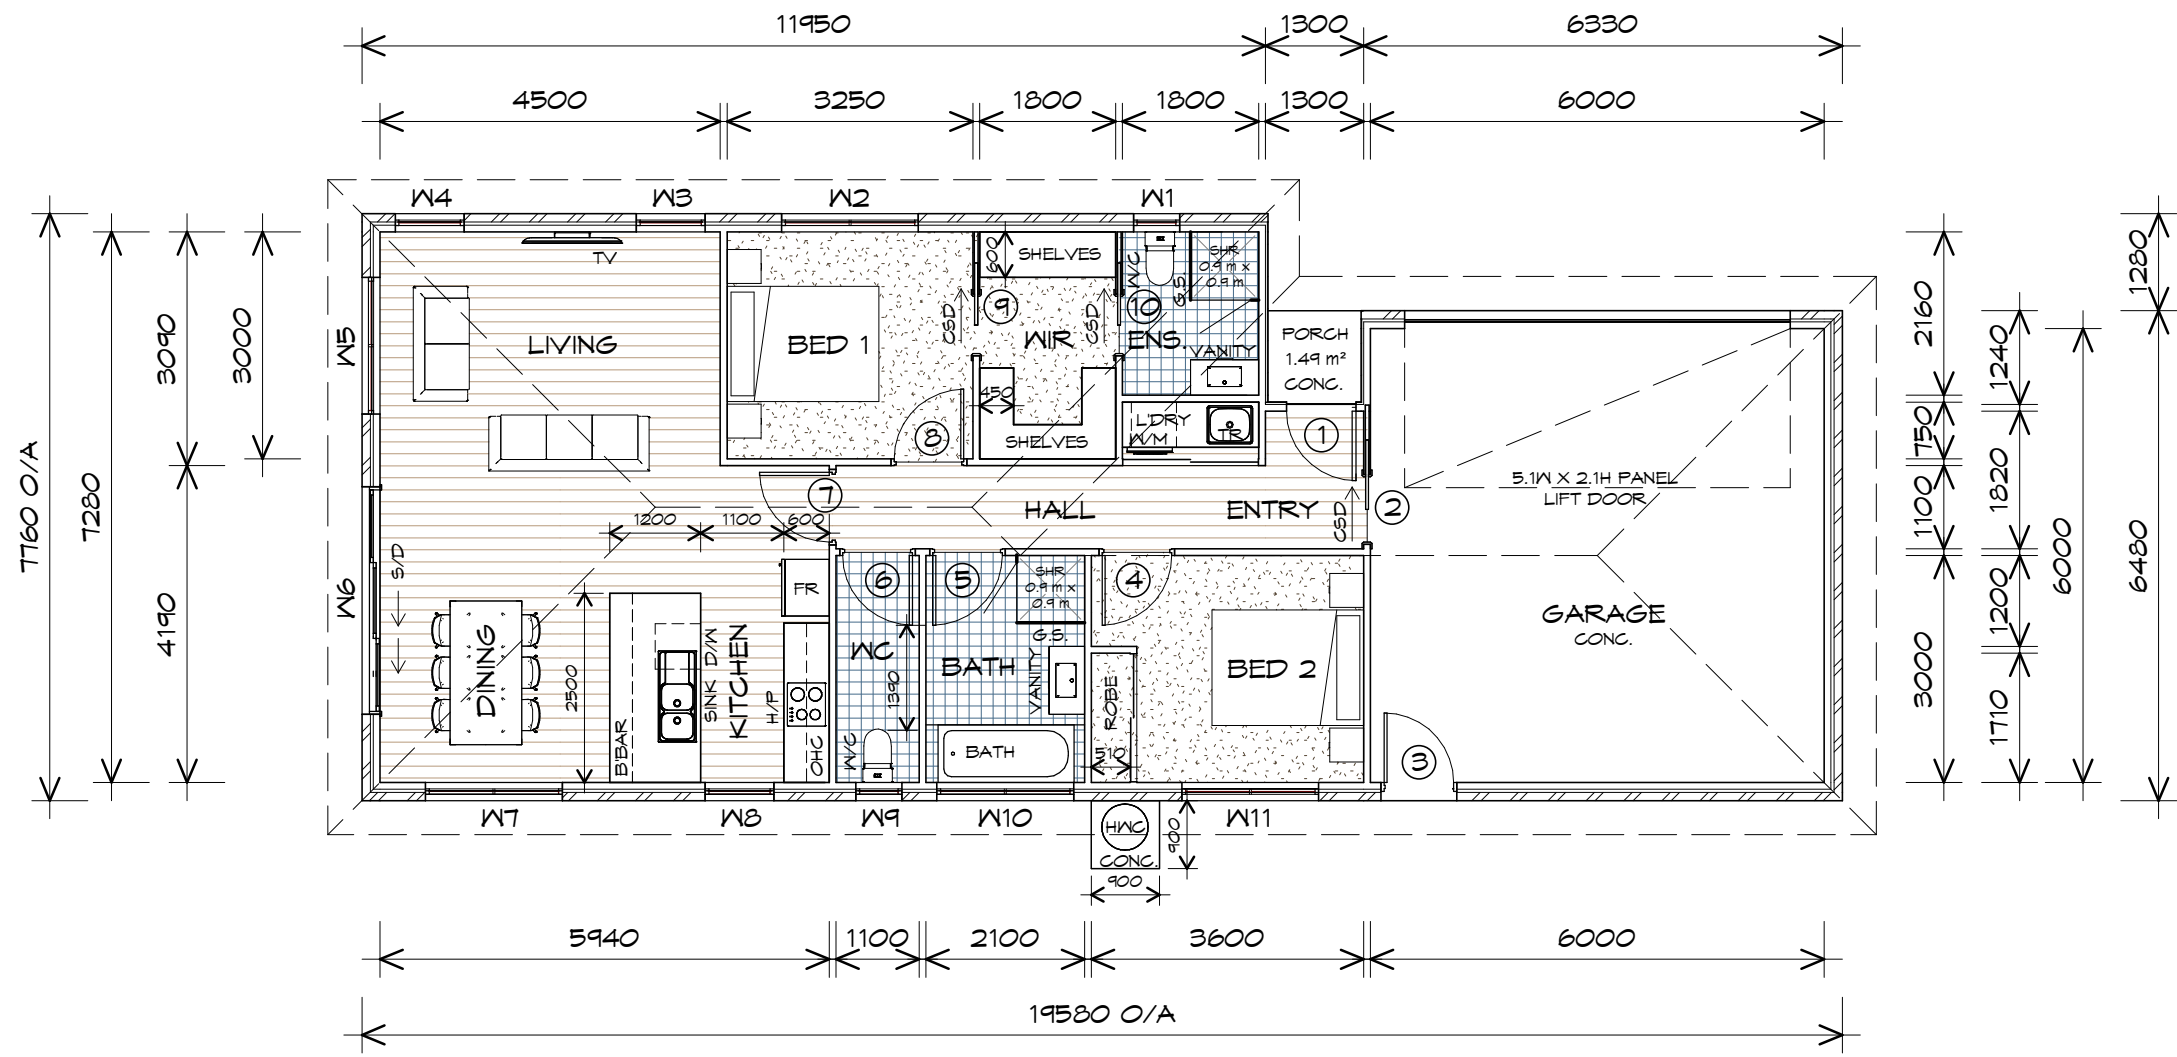 11950 1300 6330
4500 3250 1800 1800 1300 6000
W4 W3 W2 W1
TV
SHELVES
600
W/C
SHR
0.9 m x
0.9 m
G.S.
9
10
CSD
CSD
LIVING
BED 1
WIR
ENS.
VANITY
PORCH
1.49 m²
CONC.
W5
450
8
SHELVES
L'DRY
W/M
TR
1
5.1W X 2.1H PANEL
LIFT DOOR
7
HALL
ENTRY
CSD
2
1200 1100 600
S/D
W6
FR
6
5
SHR
0.9 m x
0.9 m
G.S.
4
GARAGE
CONC.
DINING
2500
B'BAR
SINK
D/W
KITCHEN
H/P
OHC
WC
1390
W/C
BATH
VANITY
BATH
ROBE
510
BED 2
3
W7 W8 W9 W10 W11
HWC
CONC.
900
900
7760 O/A
7280
3090
4190
3000
2160
750
1100
3000
1240
1820
1200
1710
6000
1280
6480
5940 1100 2100 3600 6000
19580 O/A